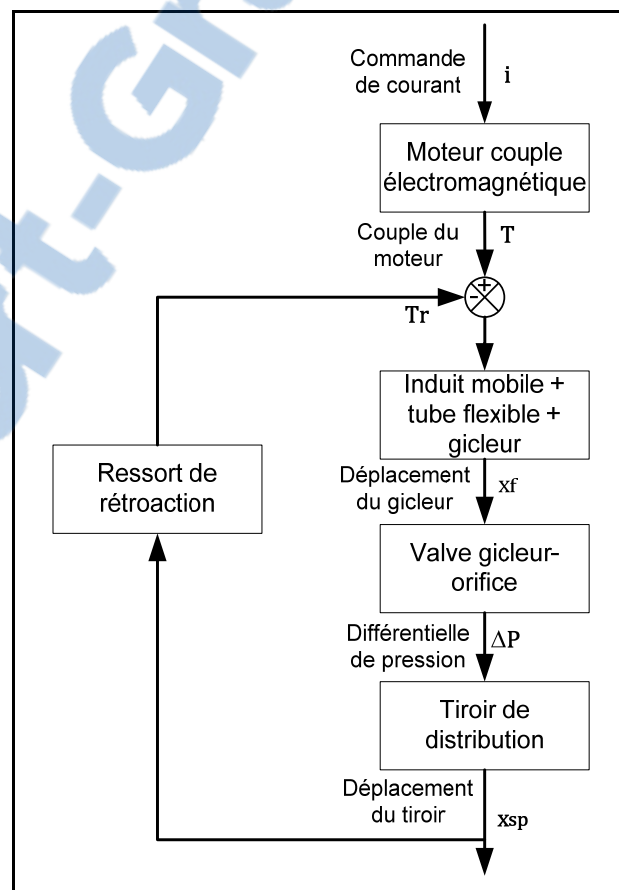 Commande
de courant
i
Moteur couple
électromagnétique
Couple du
moteur
T
+
-
Tr
Induit mobile +
tube flexible +
gicleur
Ressort de
rétroaction
Déplacement
du gicleur
xf
Valve gicleur-
orifice
Différentielle
de pression
ΔP
Tiroir de
distribution
Déplacement
du tiroir
xsp